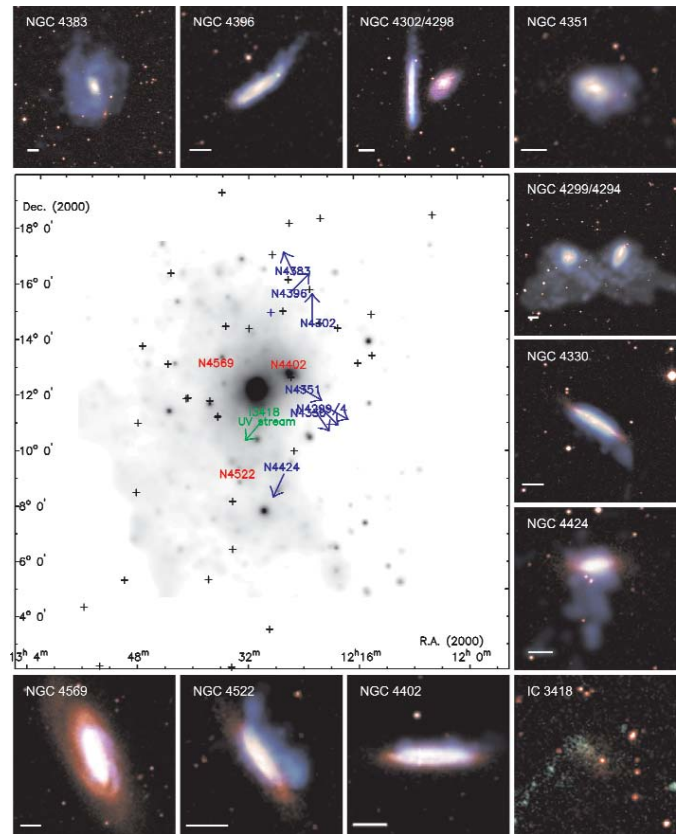 NGC 4383
NGC 4396
NGC 4302/4298
NGC 4351
Dec. (2000)
18° 0'
16° 0'
14° 0'
12° 0'
10° 0'
8° 0'
6° 0'
4° 0'
N4383
N4396
N4302
N4569
N4402
N4351
I3418
UV stream
N4522
N4424
R.A. (2000)
13ʰ 4ᵐ
48ᵐ
32ᵐ
12ʰ16ᵐ
12ʰ 0ᵐ
NGC 4299/4294
NGC 4330
NGC 4424
NGC 4569
NGC 4522
NGC 4402
IC 3418